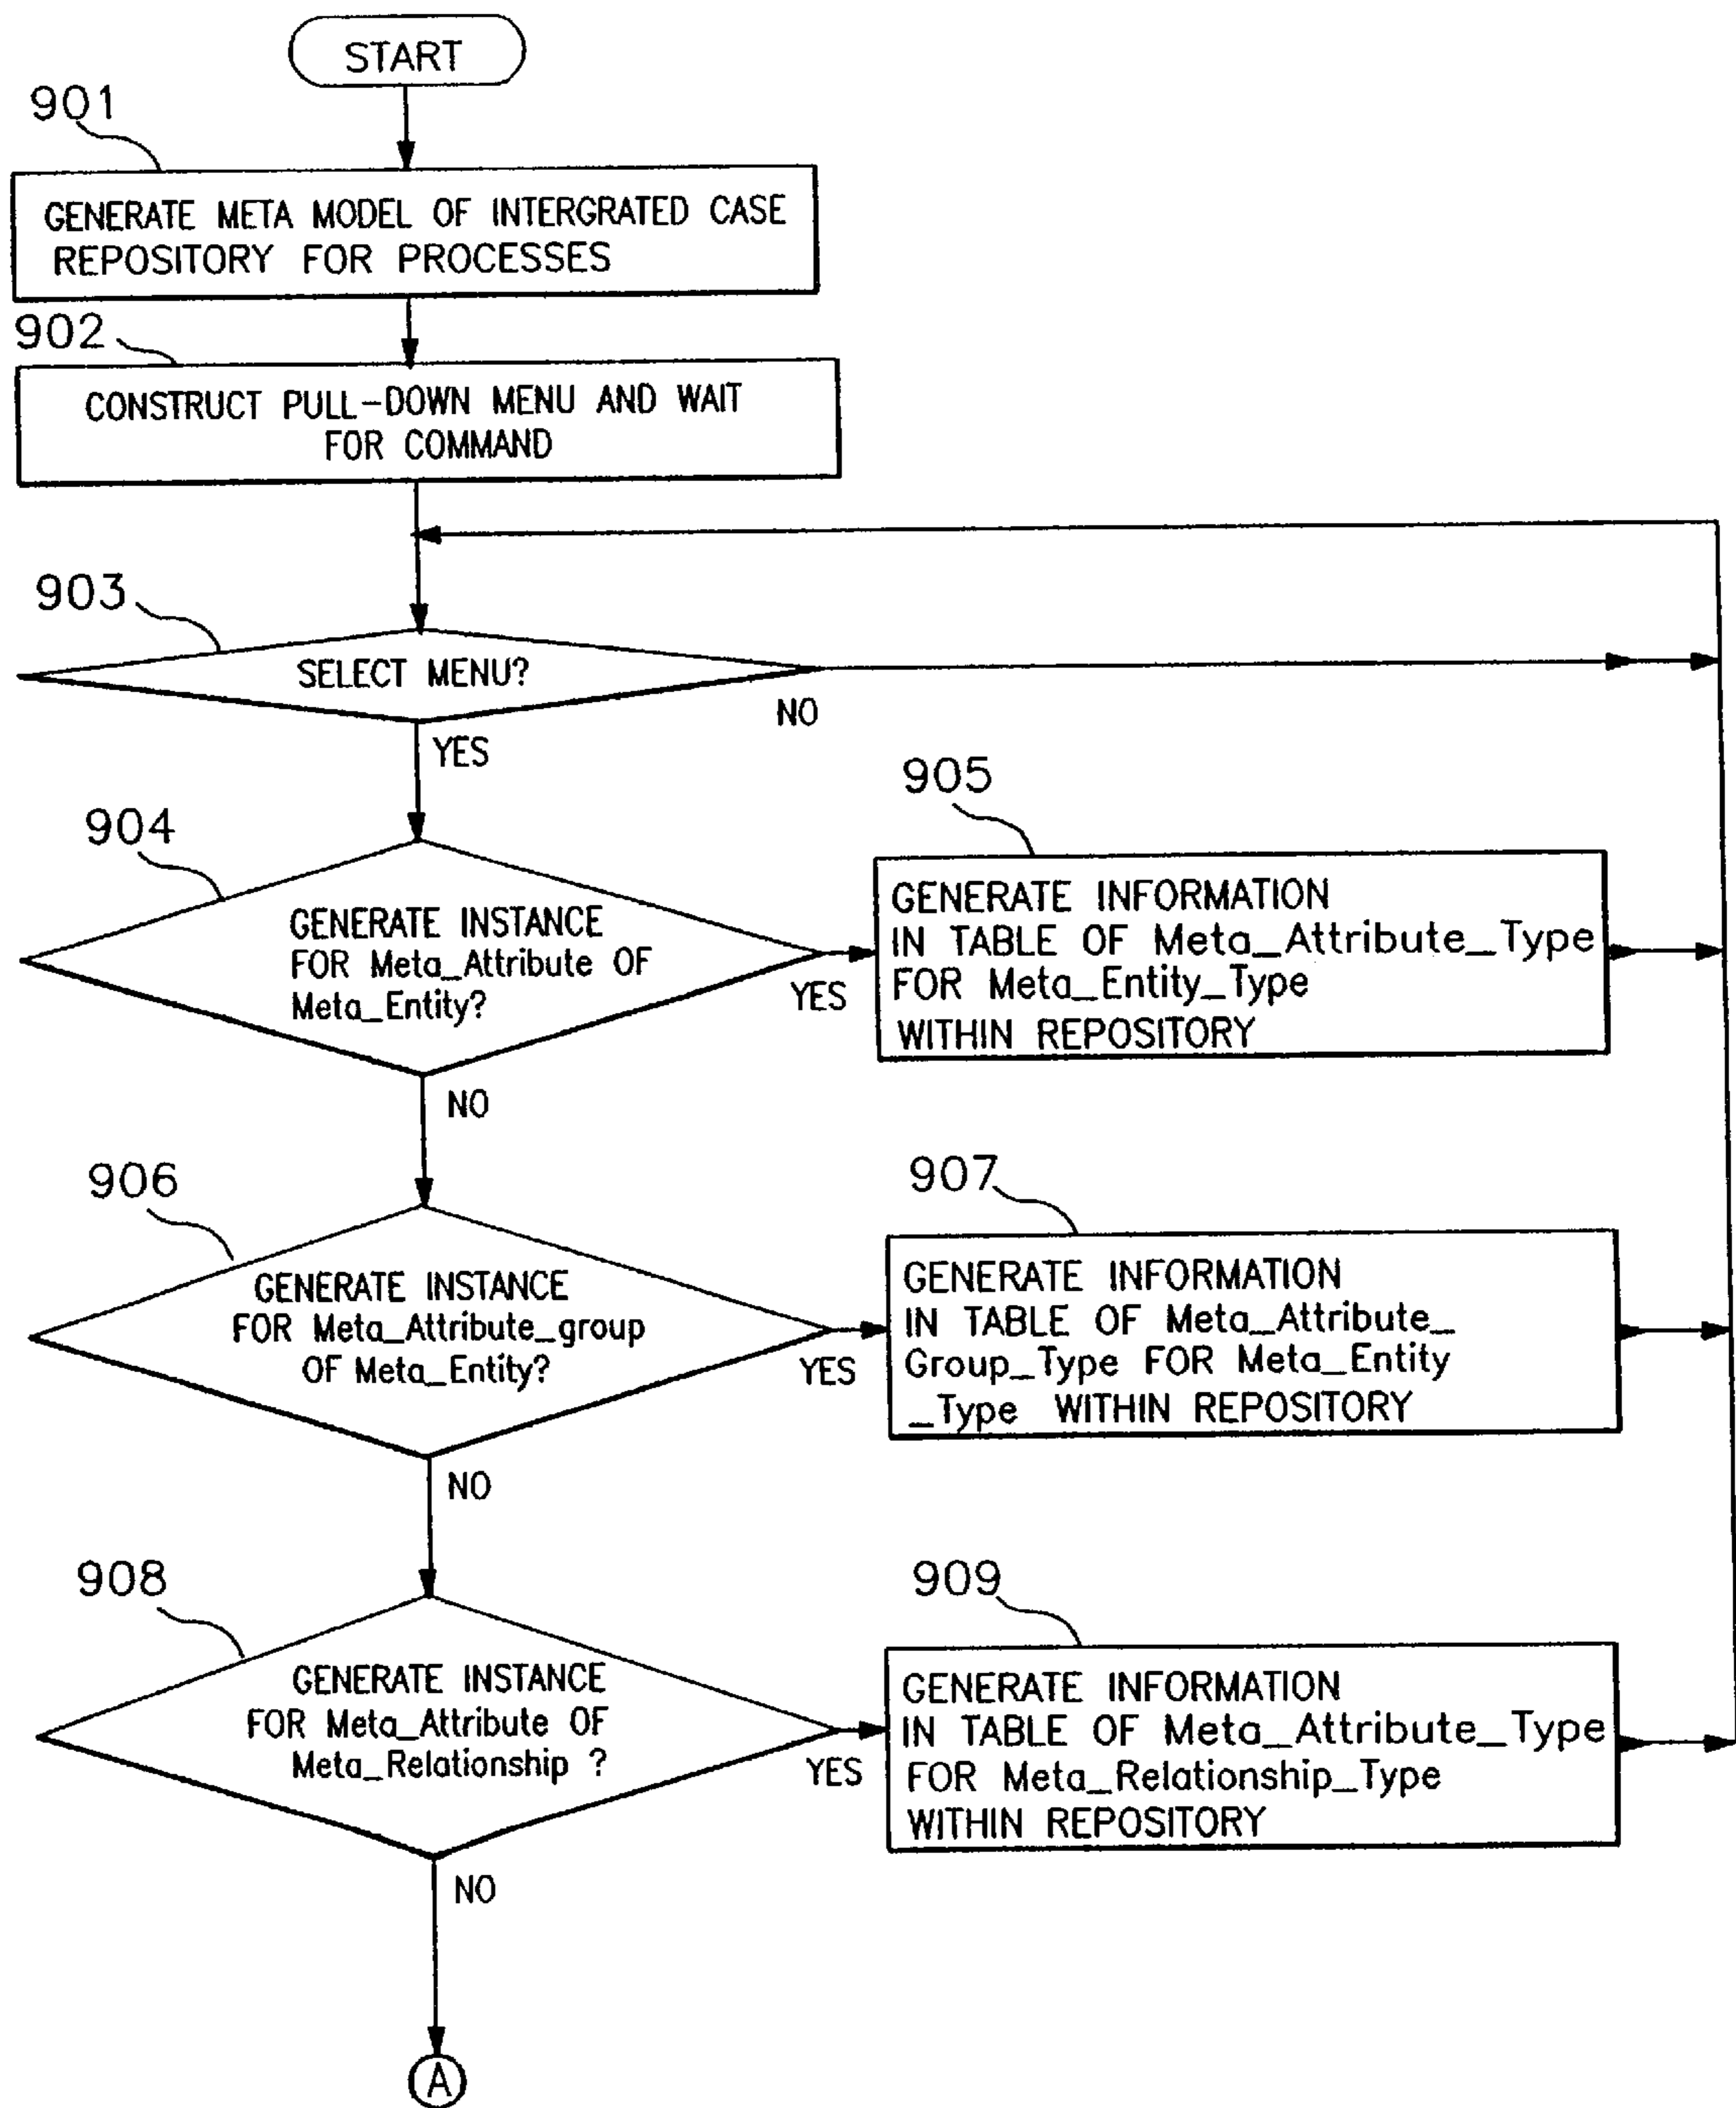 START
901
GENERATE META MODEL OF INTERGRATED CASE
REPOSITORY FOR PROCESSES
902
CONSTRUCT PULL-DOWN MENU AND WAIT
FOR COMMAND
903
SELECT MENU?
NO
YES
904
GENERATE INSTANCE
FOR Meta_Attribute OF
Meta_Entity?
YES
NO
905
GENERATE INFORMATION
IN TABLE OF Meta_Attribute_Type
FOR Meta_Entity_Type
WITHIN REPOSITORY
906
GENERATE INSTANCE
FOR Meta_Attribute_group
OF Meta_Entity?
YES
NO
907
GENERATE INFORMATION
IN TABLE OF Meta_Attribute_
Group_Type FOR Meta_Entity
_Type WITHIN REPOSITORY
908
GENERATE INSTANCE
FOR Meta_Attribute OF
Meta_Relationship ?
YES
NO
909
GENERATE INFORMATION
IN TABLE OF Meta_Attribute_Type
FOR Meta_Relationship_Type
WITHIN REPOSITORY
A